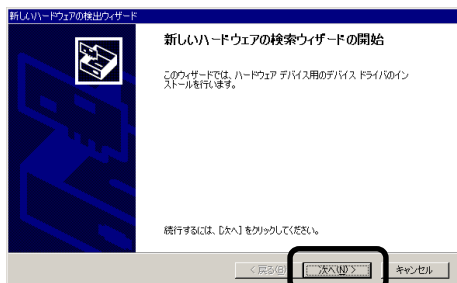 新しいハードウェアの検出ウィザード
新しいハードウェアの検索ウィザードの開始
このウィザードでは、ハードウェア デバイス用のデバイス ドライバのイン
ストールを行います。
続行するには、[次へ] をクリックしてください。
< 戻る(B) 次へ(N) > キャンセル